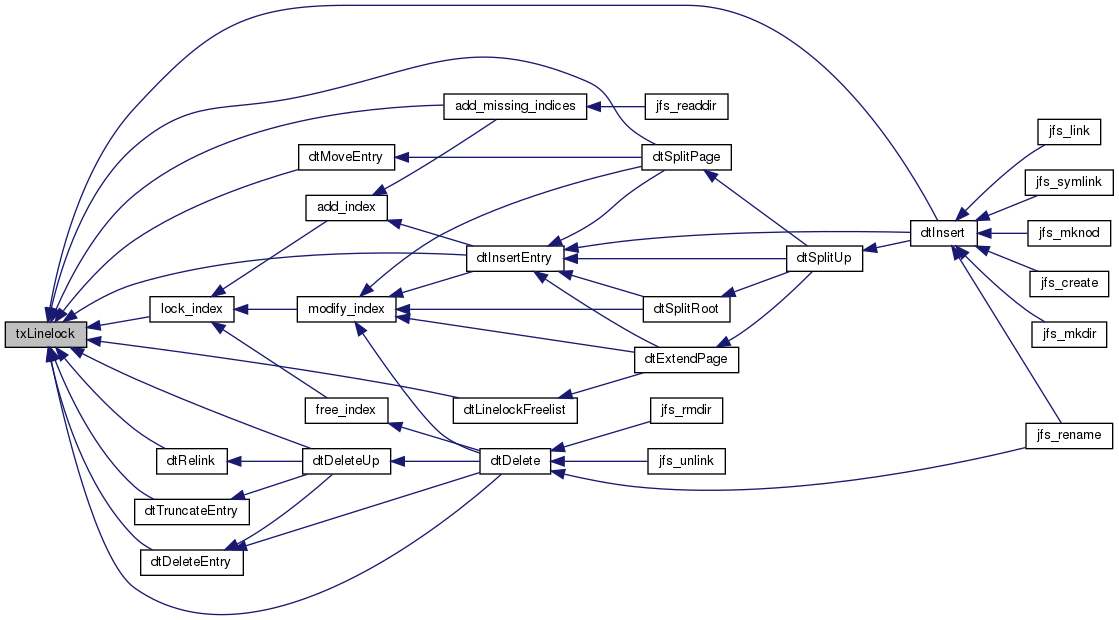 add_missing_indices
jfs_readdir
jfs_link
dtMoveEntry
dtSplitPage
jfs_symlink
add_index
dtInsert
jfs_mknod
dtInsertEntry
dtSplitUp
jfs_create
lock_index
modify_index
dtSplitRoot
txLinelock
jfs_mkdir
dtExtendPage
free_index
dtLinelockFreelist
jfs_rmdir
jfs_rename
dtRelink
dtDeleteUp
dtDelete
jfs_unlink
dtTruncateEntry
dtDeleteEntry